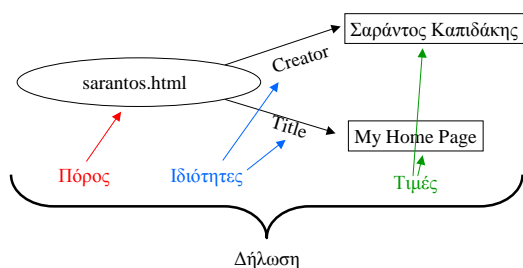 Σαράντος Καπιδάκης
Creator
sarantos.html
Title
My Home Page
Πόρος
Ιδιότητες
Τιμές
Δήλωση